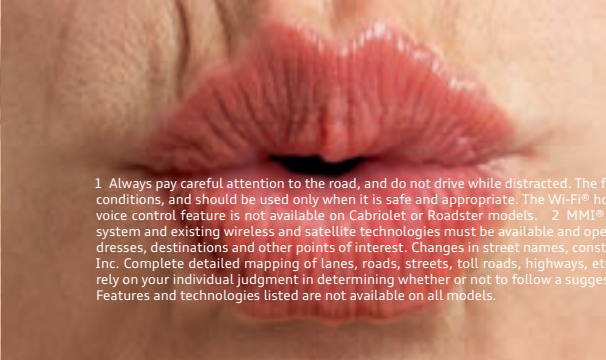 1 Always pay careful attention to the road, and do not drive while distracted. The
conditions, and should be used only when it is safe and appropriate. The Wi-Fi®
voice control feature is not available on Cabriolet or Roadster models. 2 MMI®
system and existing wireless and satellite technologies must be available and
dresses, destinations and other points of interest. Changes in street names,
Inc. Complete detailed mapping of lanes, roads, streets, toll roads, highways,
rely on your individual judgment in determining whether or not to follow a
Features and technologies listed are not available on all models.